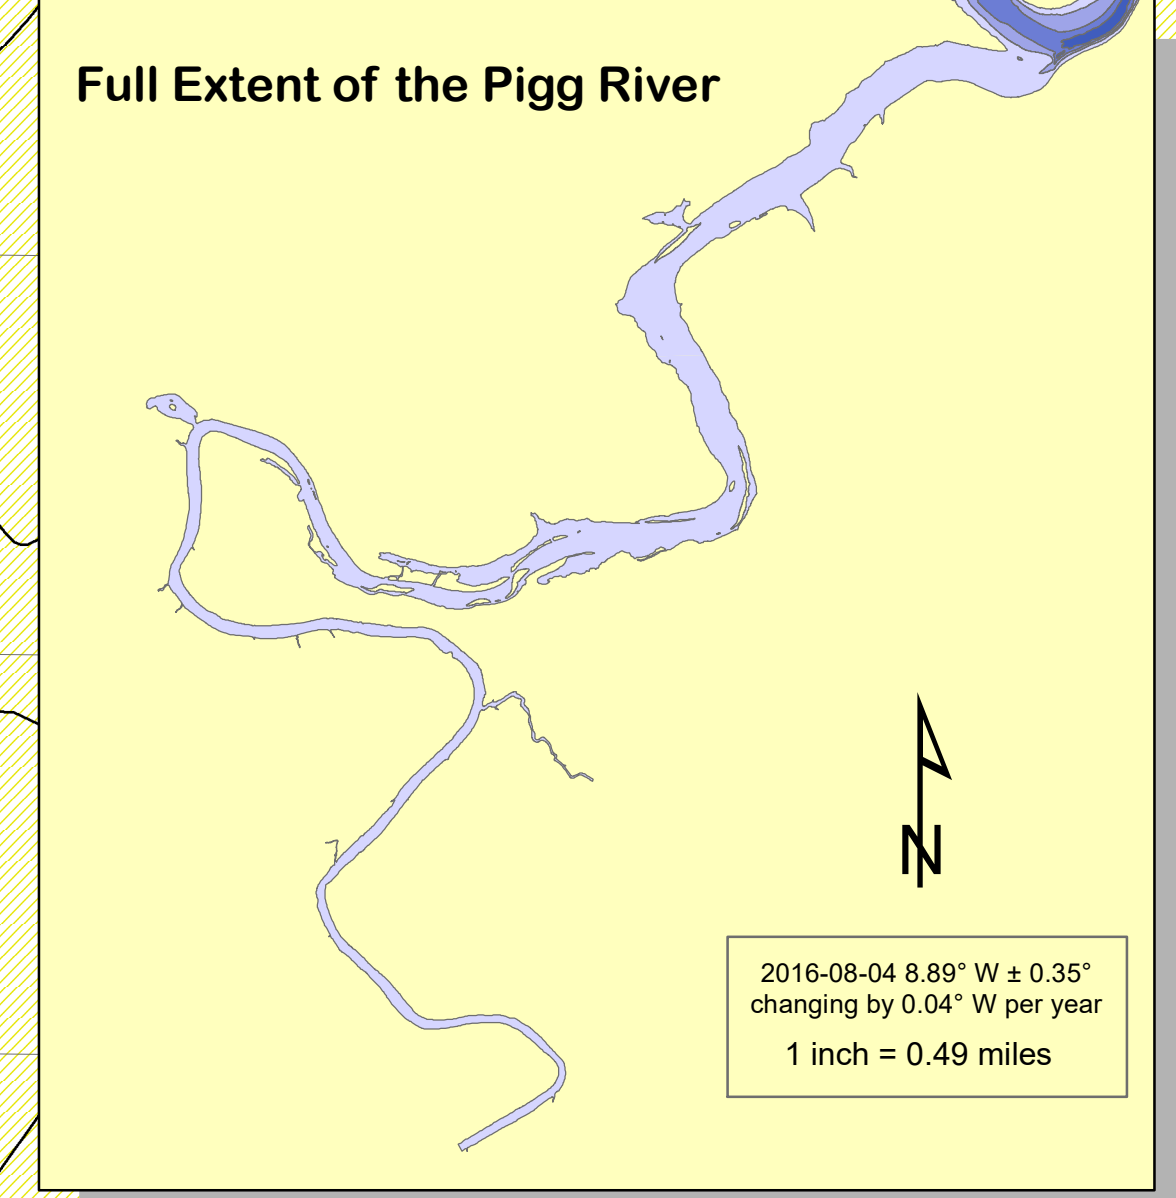 Full Extent of the Pigg River
N
2016-08-04 8.89° W ± 0.35°
changing by 0.04° W per year
1 inch = 0.49 miles